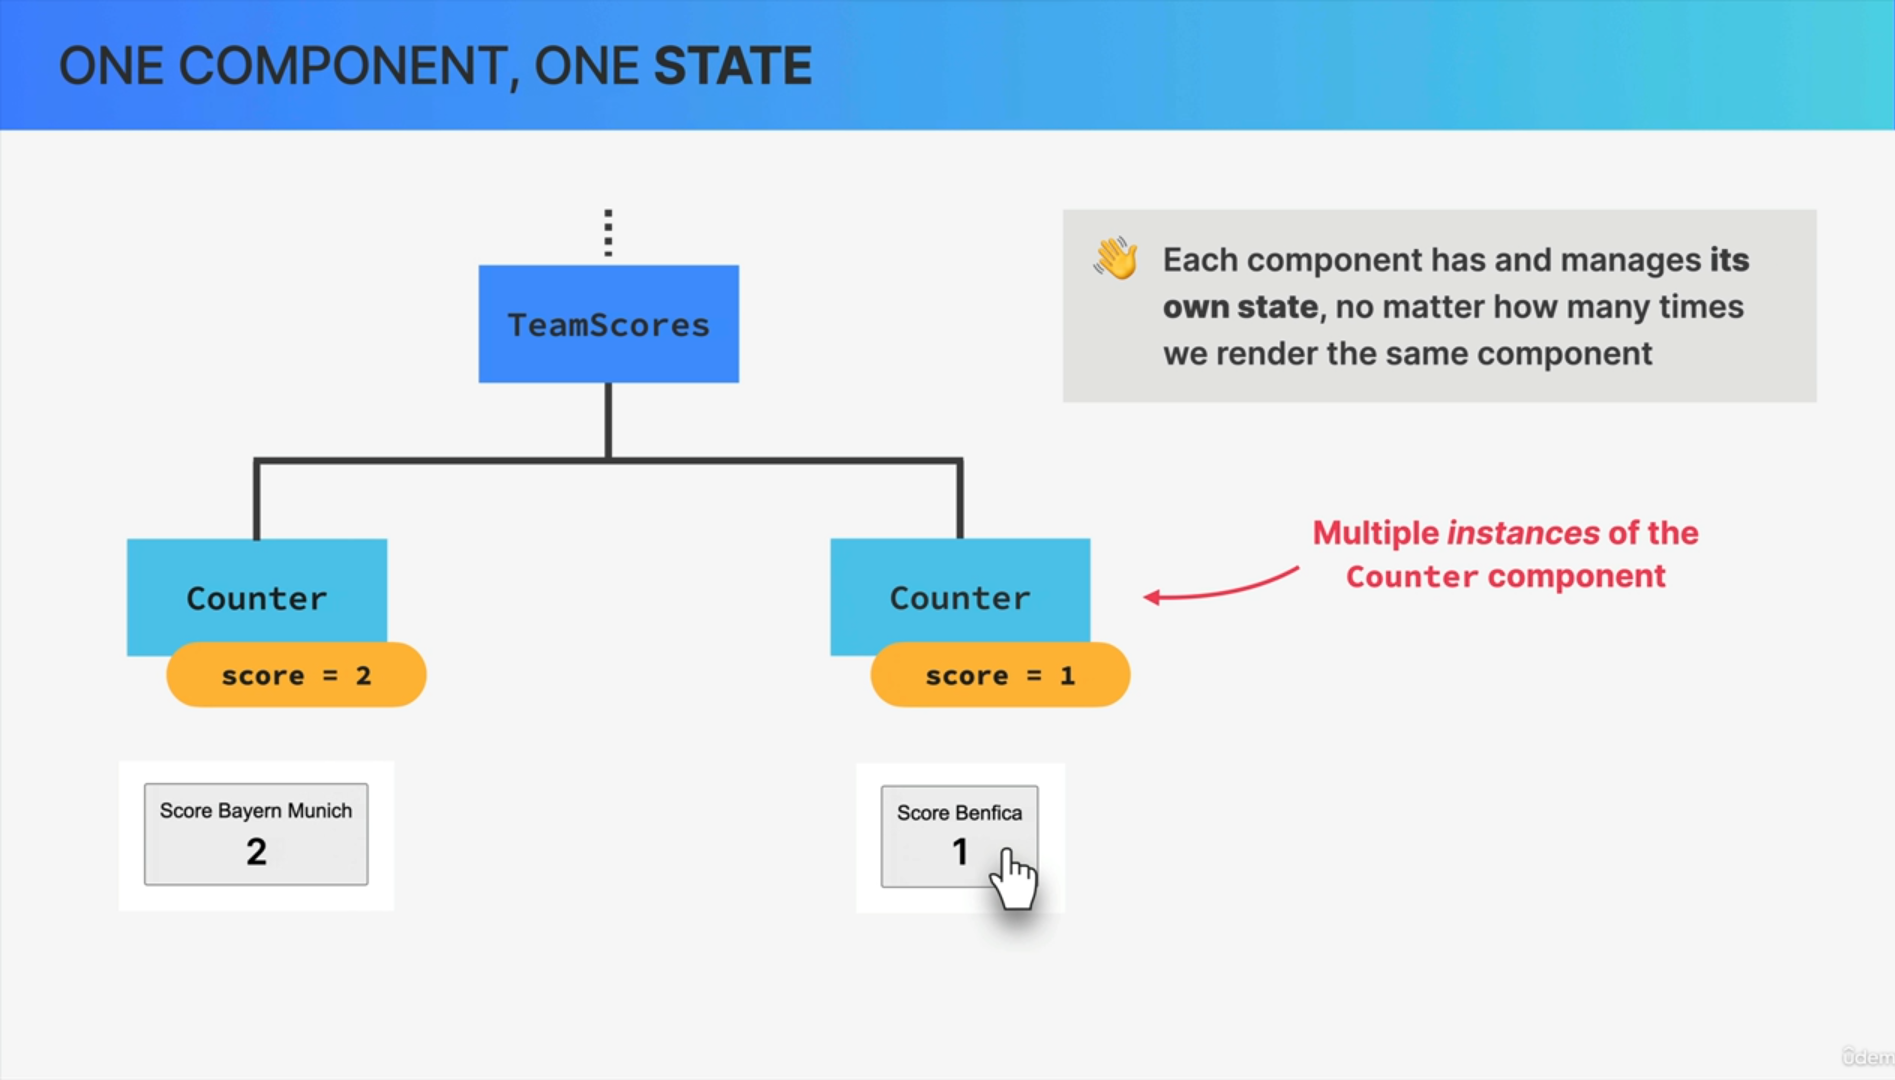 ONE COMPONENT, ONE STATE
TeamScores
👋 Each component has and manages its
own state, no matter how many times
we render the same component
Multiple instances of the
Counter component
Counter
score = 2
Counter
score = 1
Score Bayern Munich
2
Score Benfica
1
ûdem